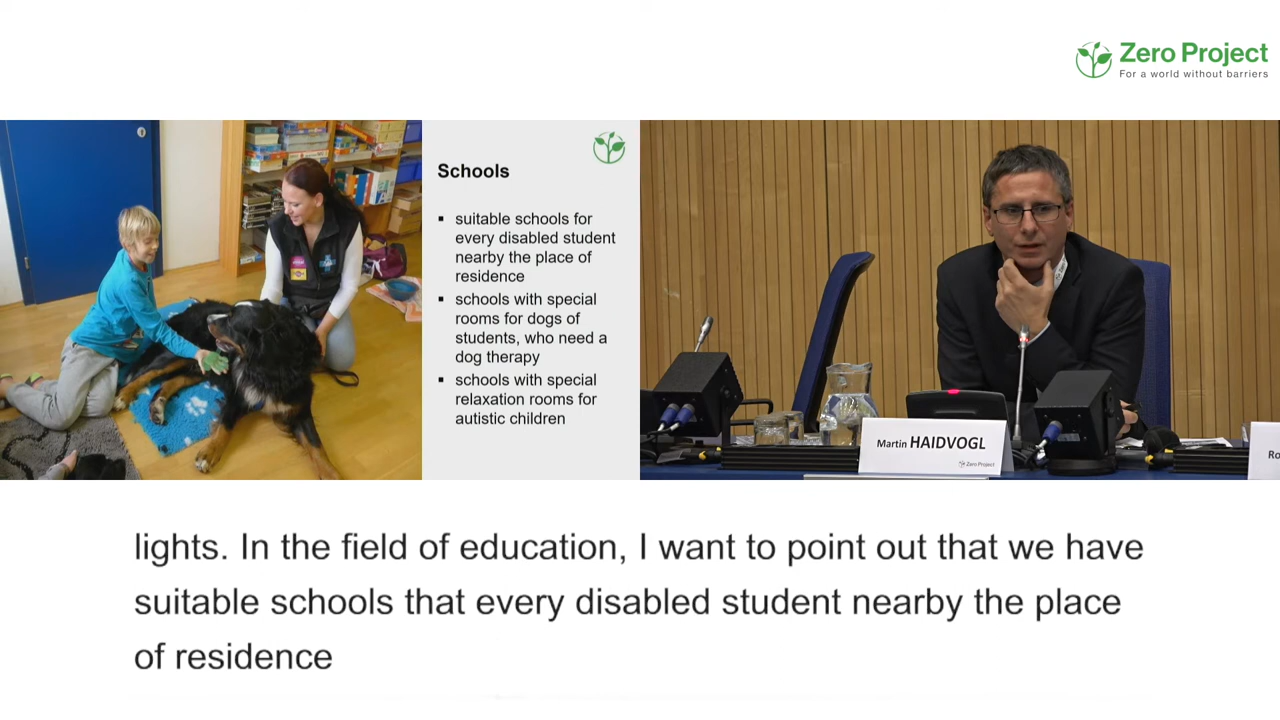 Zero Project
For a world without barriers
Schools
▪ suitable schools for
every disabled student
nearby the place of
residence
▪ schools with special
rooms for dogs of
students, who need a
dog therapy
▪ schools with special
relaxation rooms for
autistic children
Martin HAIDVOGL
Zero Project
Ro
lights. In the field of education, I want to point out that we have
suitable schools that every disabled student nearby the place
of residence